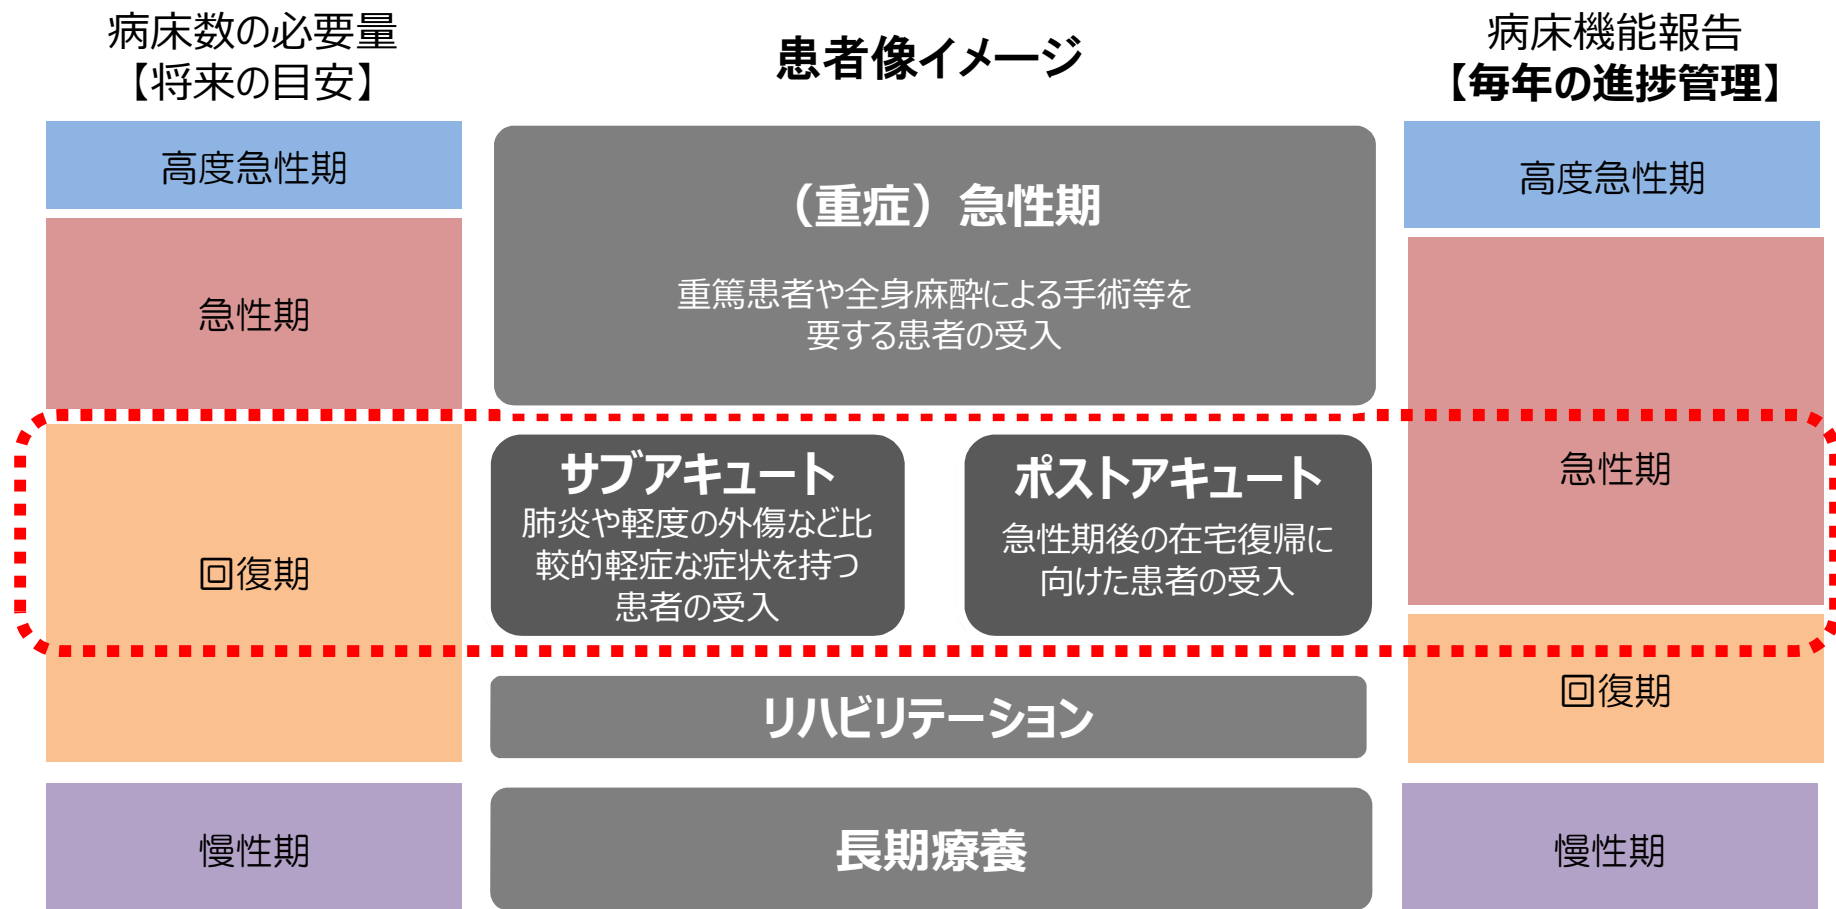 病床数の必要量
【将来の目安】
患者像イメージ
病床機能報告
【毎年の進捗管理】
高度急性期
急性期
回復期
慢性期
（重症）急性期
重篤患者や全身麻酔による手術等を
要する患者の受入
サブアキュート
肺炎や軽度の外傷など比
較的軽症な症状を持つ
患者の受入
ポストアキュート
急性期後の在宅復帰に
向けた患者の受入
リハビリテーション
長期療養
高度急性期
急性期
回復期
慢性期